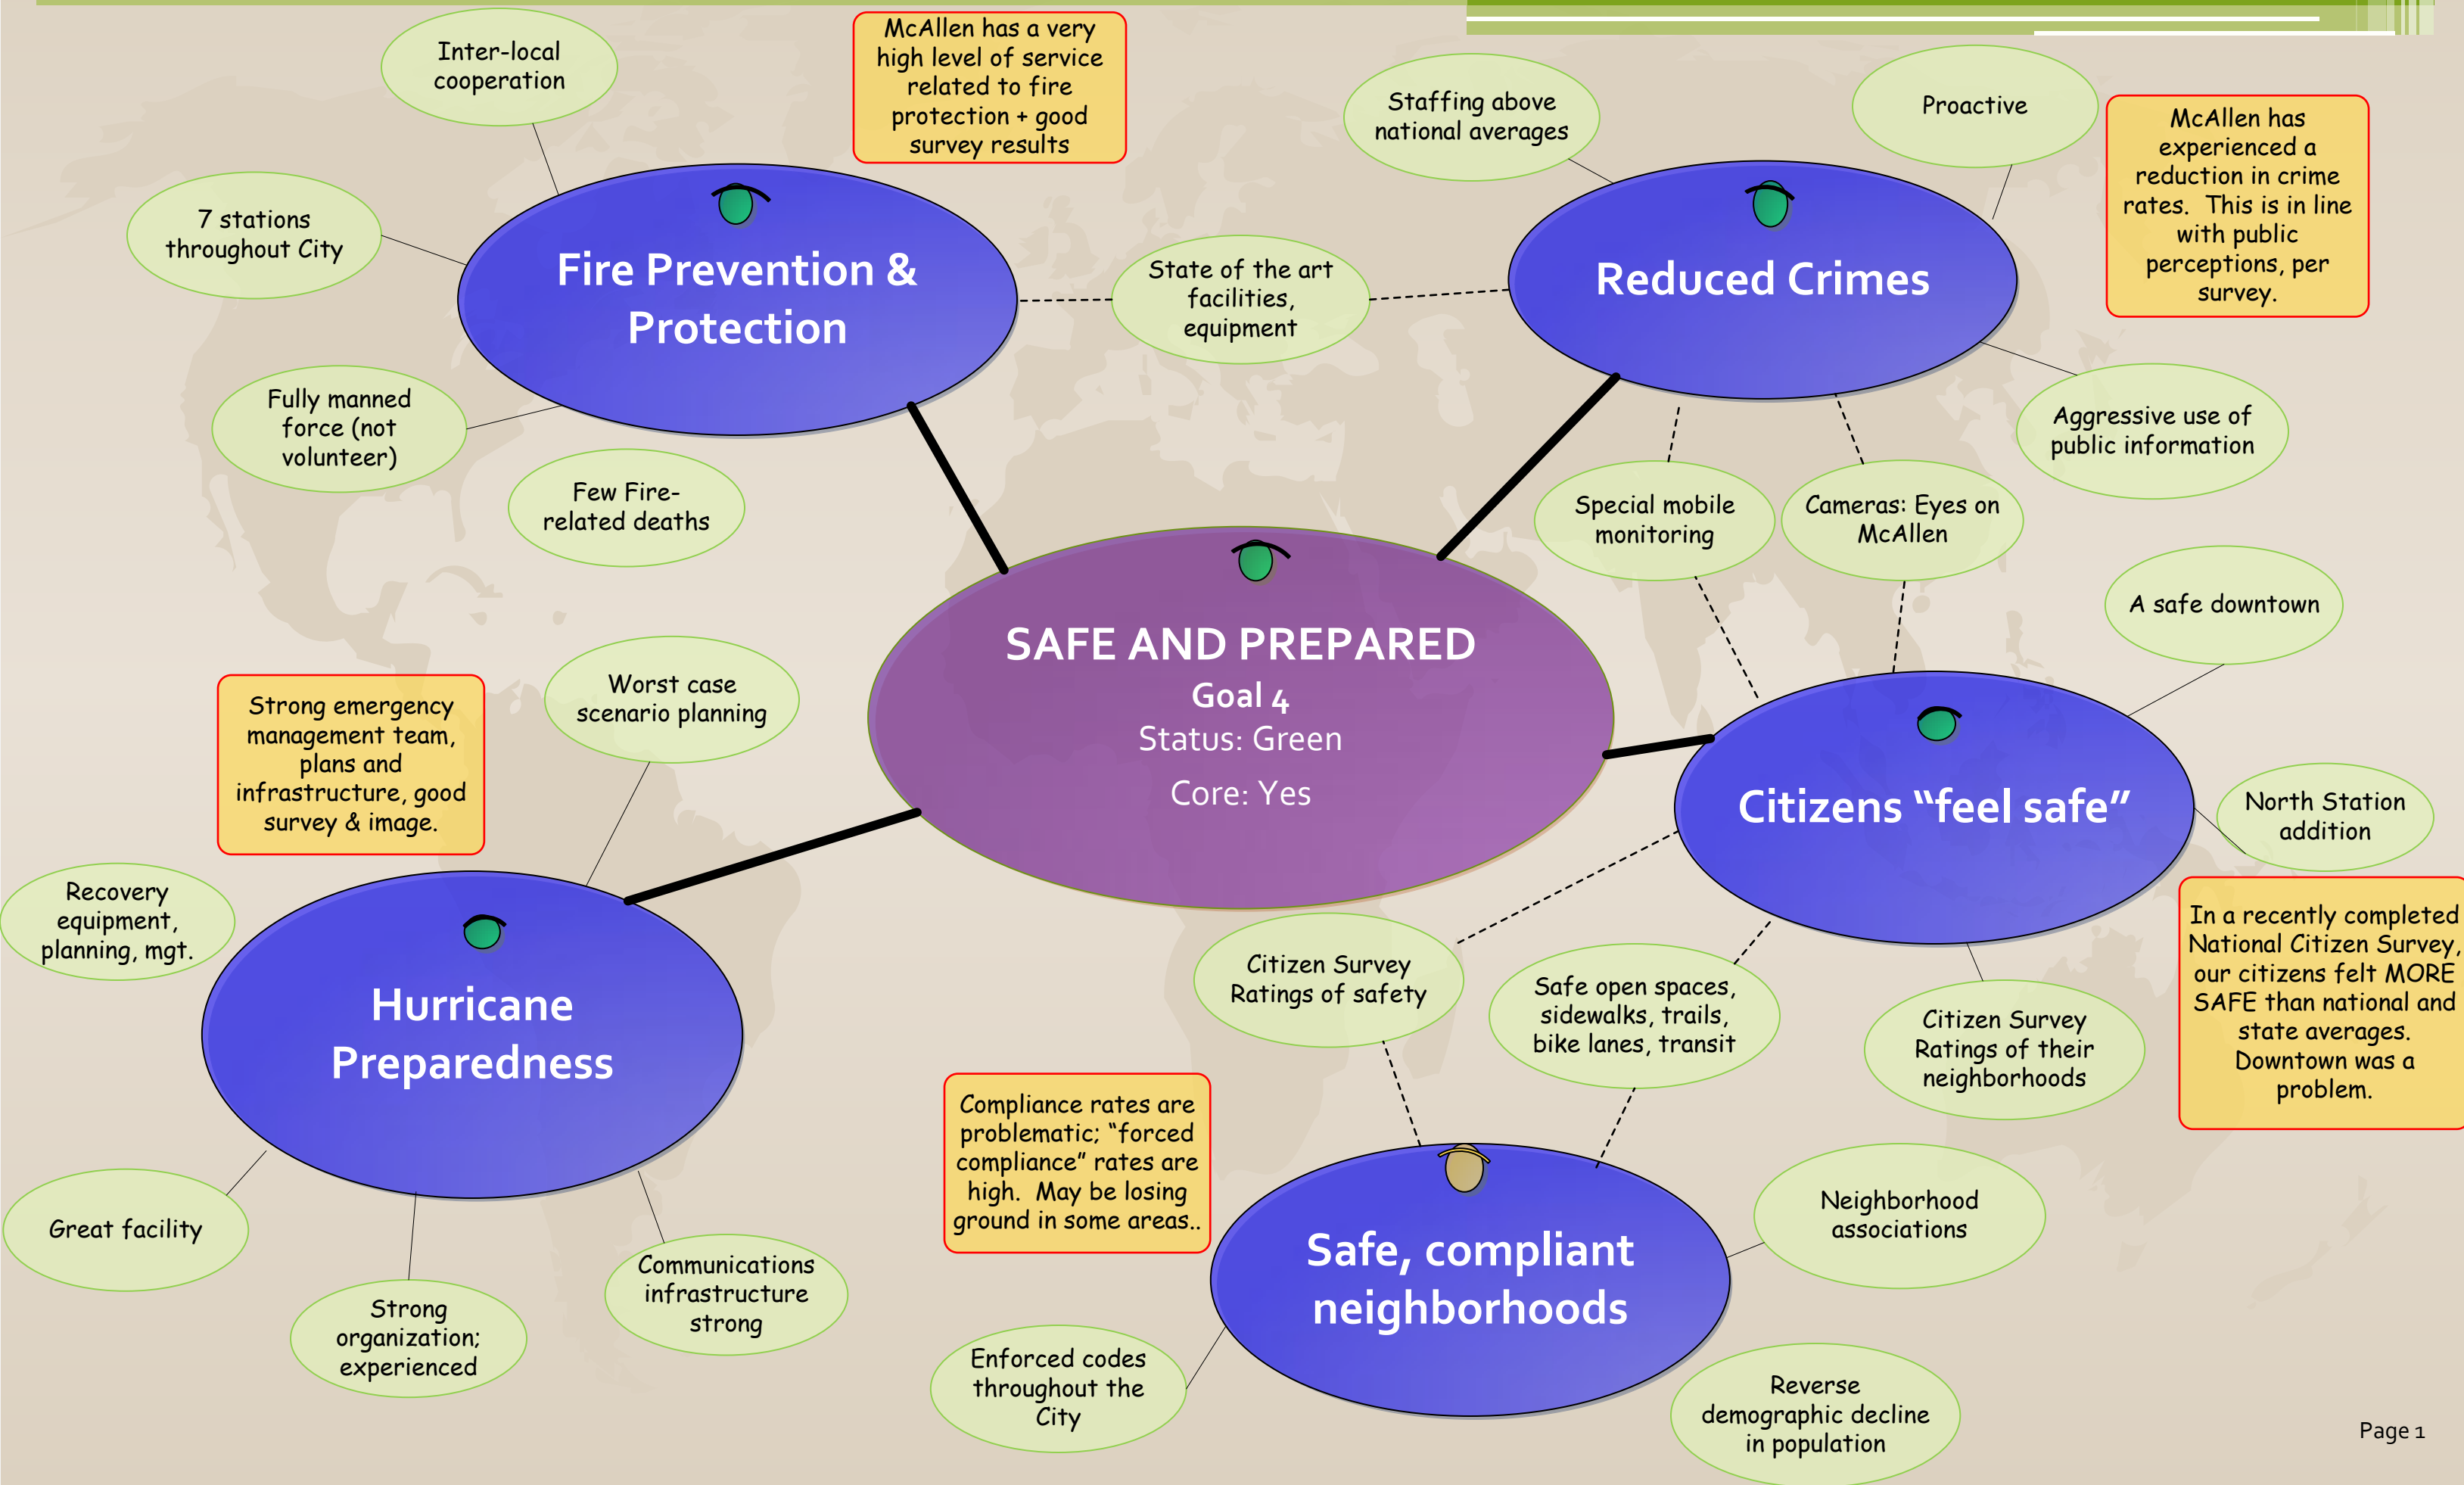 Inter-local
cooperation
McAllen has a very
high level of service
related to fire
protection + good
survey results
Staffing above
national averages
Proactive
McAllen has
experienced a
reduction in crime
rates.  This is in line
with public
perceptions, per
survey.
7 stations
throughout City
Fire Prevention &
Protection
State of the art
facilities,
equipment
Reduced Crimes
Fully manned
force (not
volunteer)
Few Fire-
related deaths
Aggressive use of
public information
Special mobile
monitoring
Cameras: Eyes on
McAllen
A safe downtown
SAFE AND PREPARED
Goal 4
Status: Green
Core: Yes
Worst case
scenario planning
Strong emergency
management team,
plans and
infrastructure, good
survey & image.
Citizens “feel safe”
North Station
addition
Recovery
equipment,
planning, mgt.
Hurricane
Preparedness
Citizen Survey
Ratings of safety
Safe open spaces,
sidewalks, trails,
bike lanes, transit
Citizen Survey
Ratings of their
neighborhoods
In a recently completed
National Citizen Survey,
our citizens felt MORE
SAFE than national and
state averages.
Downtown was a
problem.
Compliance rates are
problematic; “forced
compliance” rates are
high.  May be losing
ground in some areas..
Great facility
Strong
organization;
experienced
Communications
infrastructure
strong
Safe, compliant
neighborhoods
Neighborhood
associations
Enforced codes
throughout the
City
Reverse
demographic decline
in population
Page 1